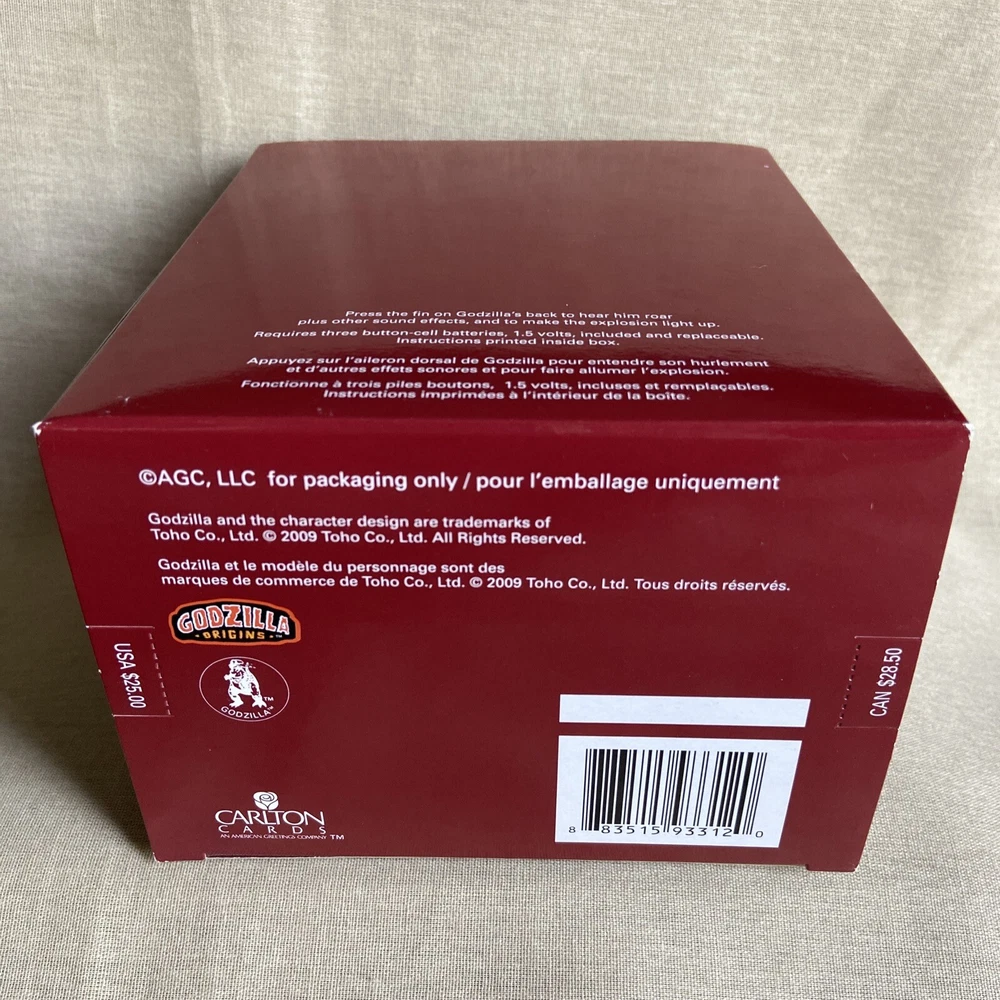 Press the fin on Godzilla's back to hear him roar
plus other sound effects, and to make the explosion light up.
Requires three button-cell batteries, 1.5 volts, included and replaceable.
Instructions printed inside box.
Appuyez sur l'aileron dorsal de Godzilla pour entendre son hurlement
et d'autres effets sonores et pour faire allumer l'explosion.
Fonctionne à trois piles boutons, 1.5 volts, incluses et remplaçables.
Instructions imprimées à l'intérieur de la boîte.
©AGC, LLC for packaging only / pour l'emballage uniquement
Godzilla and the character design are trademarks of
Toho Co., Ltd. © 2009 Toho Co., Ltd. All Rights Reserved.
Godzilla et le modèle du personnage sont des
marques de commerce de Toho Co., Ltd. © 2009 Toho Co., Ltd. Tous droits réservés.
GODZILLA
• ORIGINS • ™
USA $25.00
CAN $28.50
TM
GODZILLA™
CARLTON
CARDS
AN AMERICAN GREETINGS COMPANY TM
8 83515 93312 0